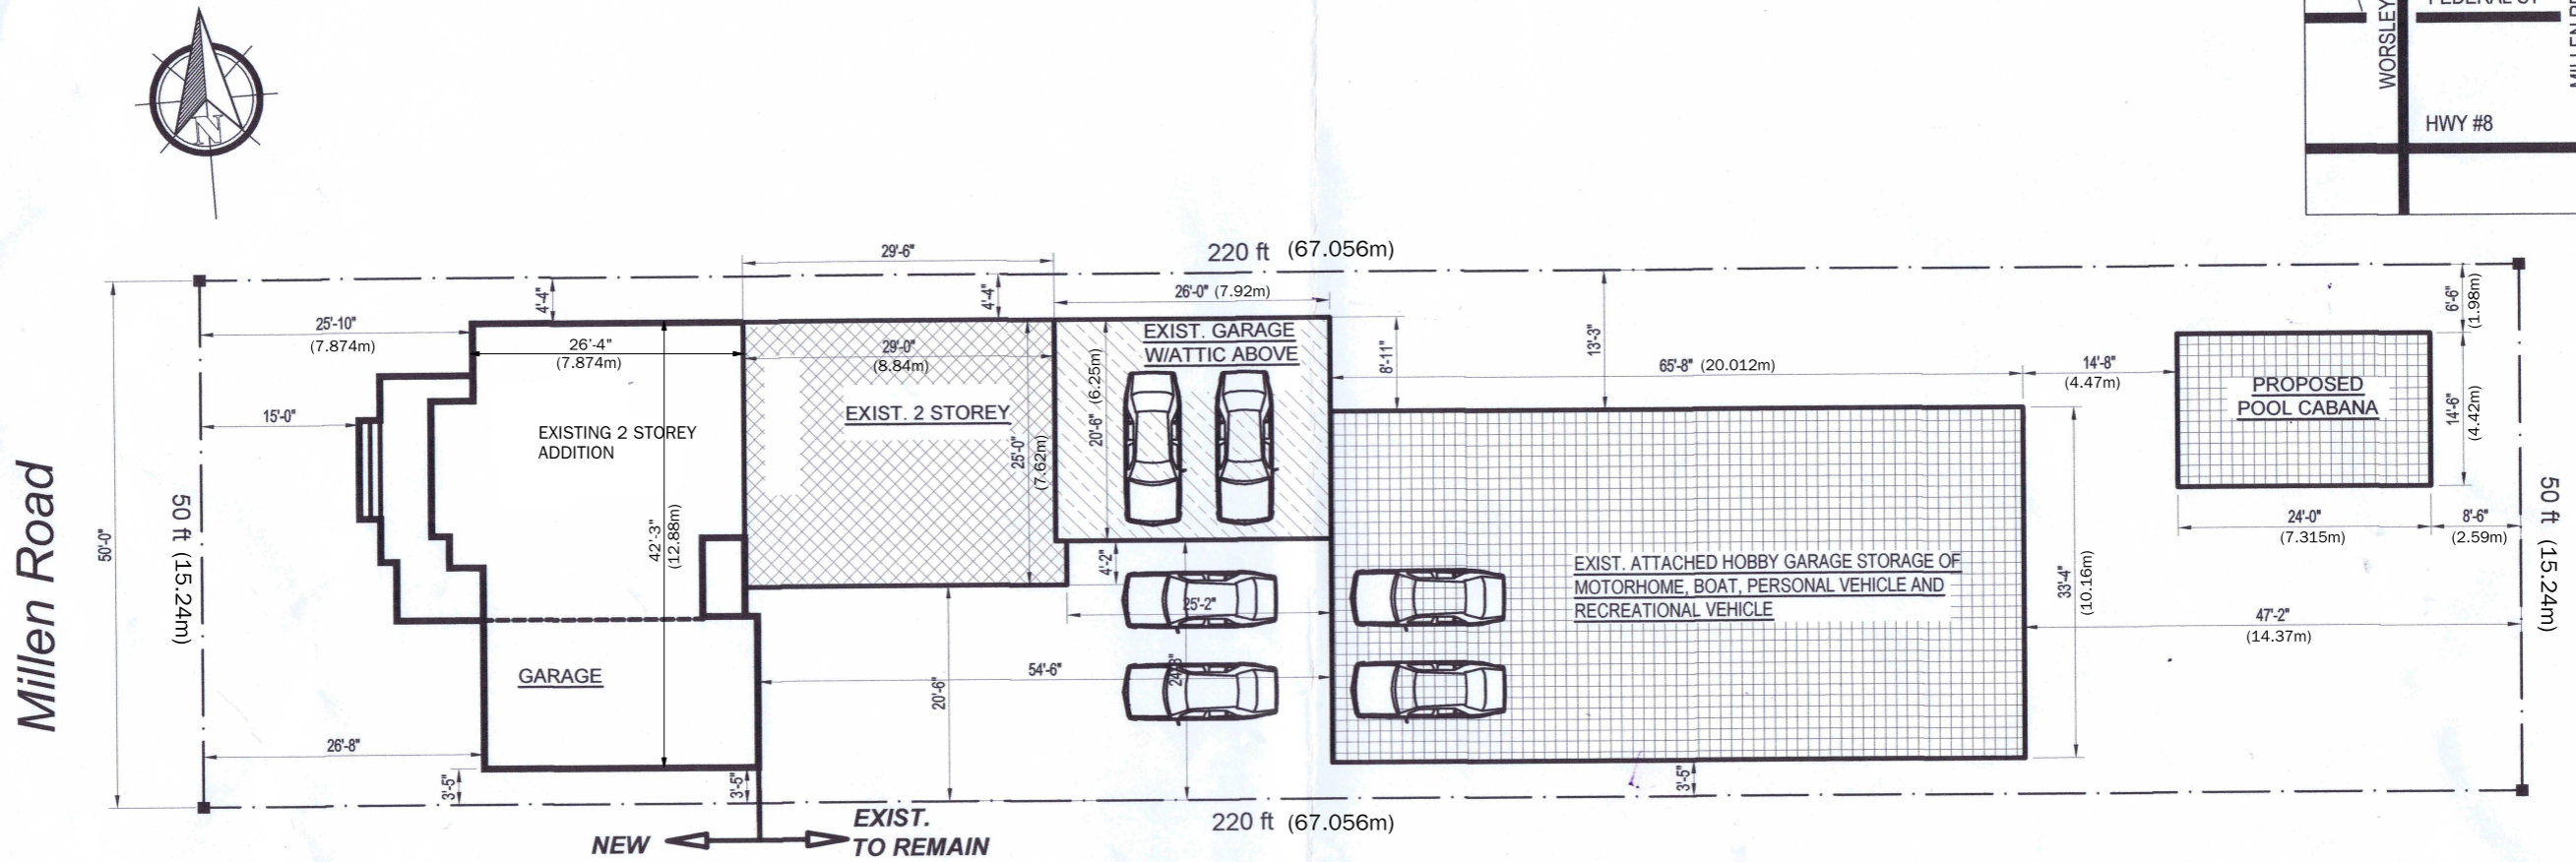 N
WORSLEY
HWY #8
220 ft (67.056m)
29'-6"
4'-4"
4'-4"
26'-0" (7.92m)
25'-10"
(7.874m)
26'-4"
(7.874m)
29'-0"
(8.84m)
EXIST. GARAGE
W/ATTIC ABOVE
20'-6" (6.25m)
8'-11"
13'-3"
65'-8" (20.012m)
14'-8"
(4.47m)
6'-6"
(1.98m)
PROPOSED
POOL CABANA
14'-6"
(4.42m)
15'-0"
EXISTING 2 STOREY
ADDITION
EXIST. 2 STOREY
25'-0"
(7.62m)
42'-3"
(12.88m)
Millen Road
50'-0"
50 ft (15.24m)
4'-2"
25'-2"
EXIST. ATTACHED HOBBY GARAGE STORAGE OF
MOTORHOME, BOAT, PERSONAL VEHICLE AND
RECREATIONAL VEHICLE
33'-4"
(10.16m)
24'-0"
(7.315m)
8'-6"
(2.59m)
50 ft (15.24m)
47'-2"
(14.37m)
GARAGE
54'-6"
20'-6"
26'-8"
3'-5"
3'-5"
3'-5"
220 ft (67.056m)
NEW
EXIST.
TO REMAIN